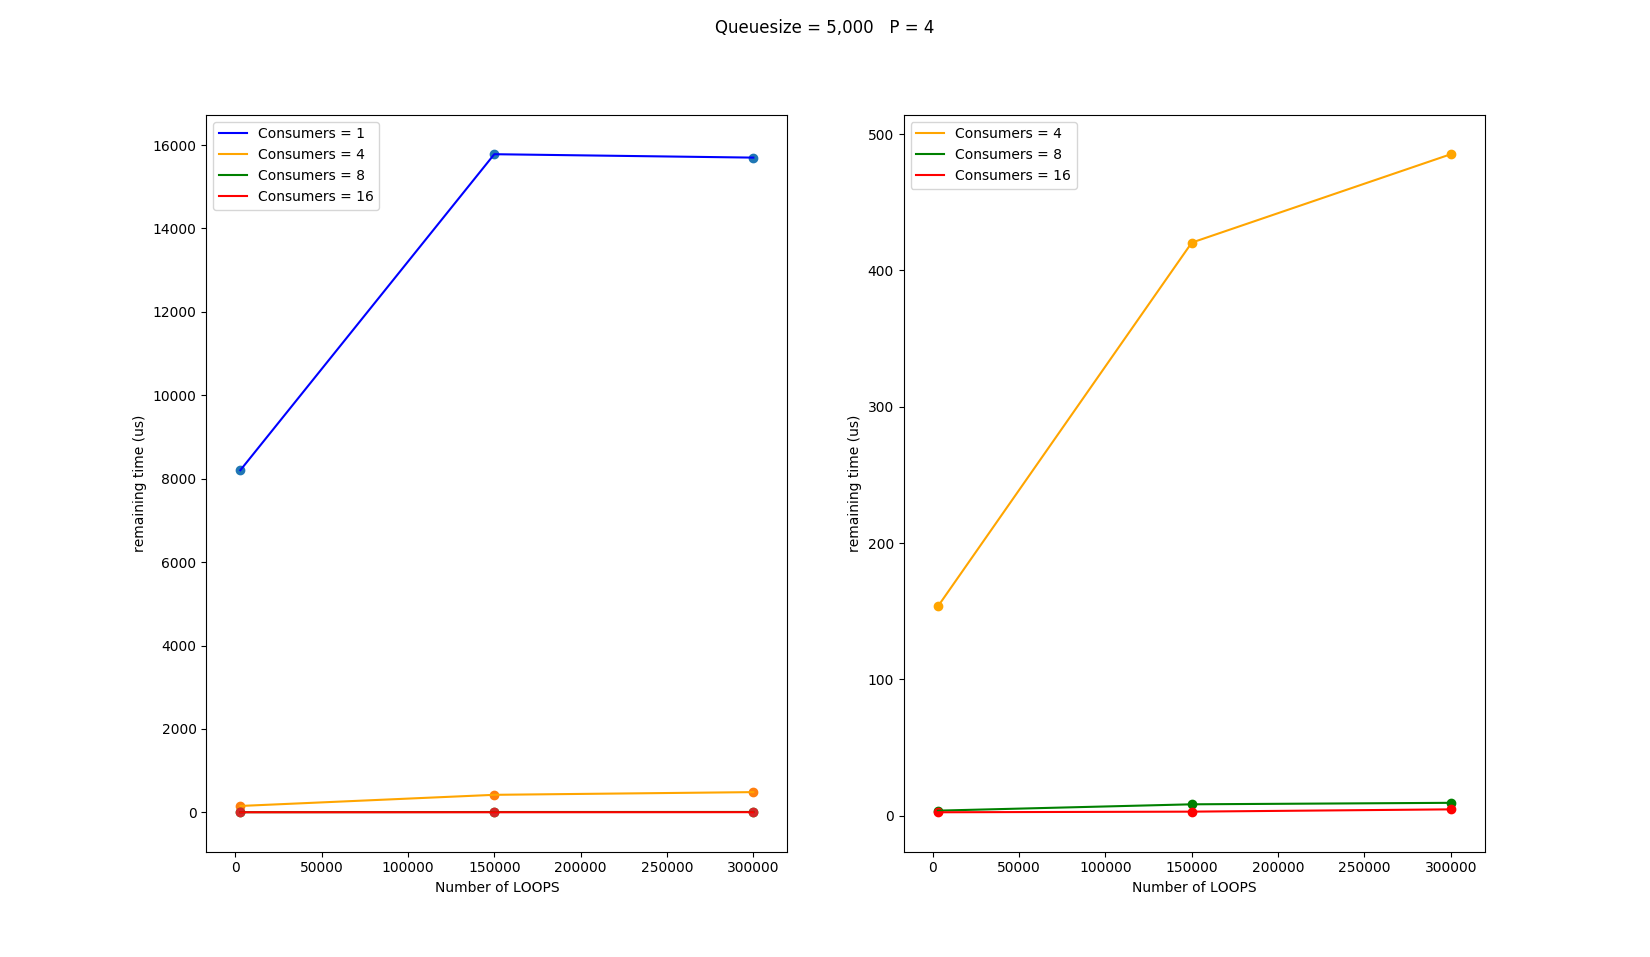 Queuesize = 5,000   P = 4
Consumers = 1
Consumers = 4
Consumers = 8
Consumers = 16
16000
14000
12000
10000
8000
6000
4000
2000
0
remaining time (us)
0 50000 100000 150000 200000 250000 300000
Number of LOOPS
Consumers = 4
Consumers = 8
Consumers = 16
500
400
300
200
100
0
remaining time (us)
0 50000 100000 150000 200000 250000 300000
Number of LOOPS